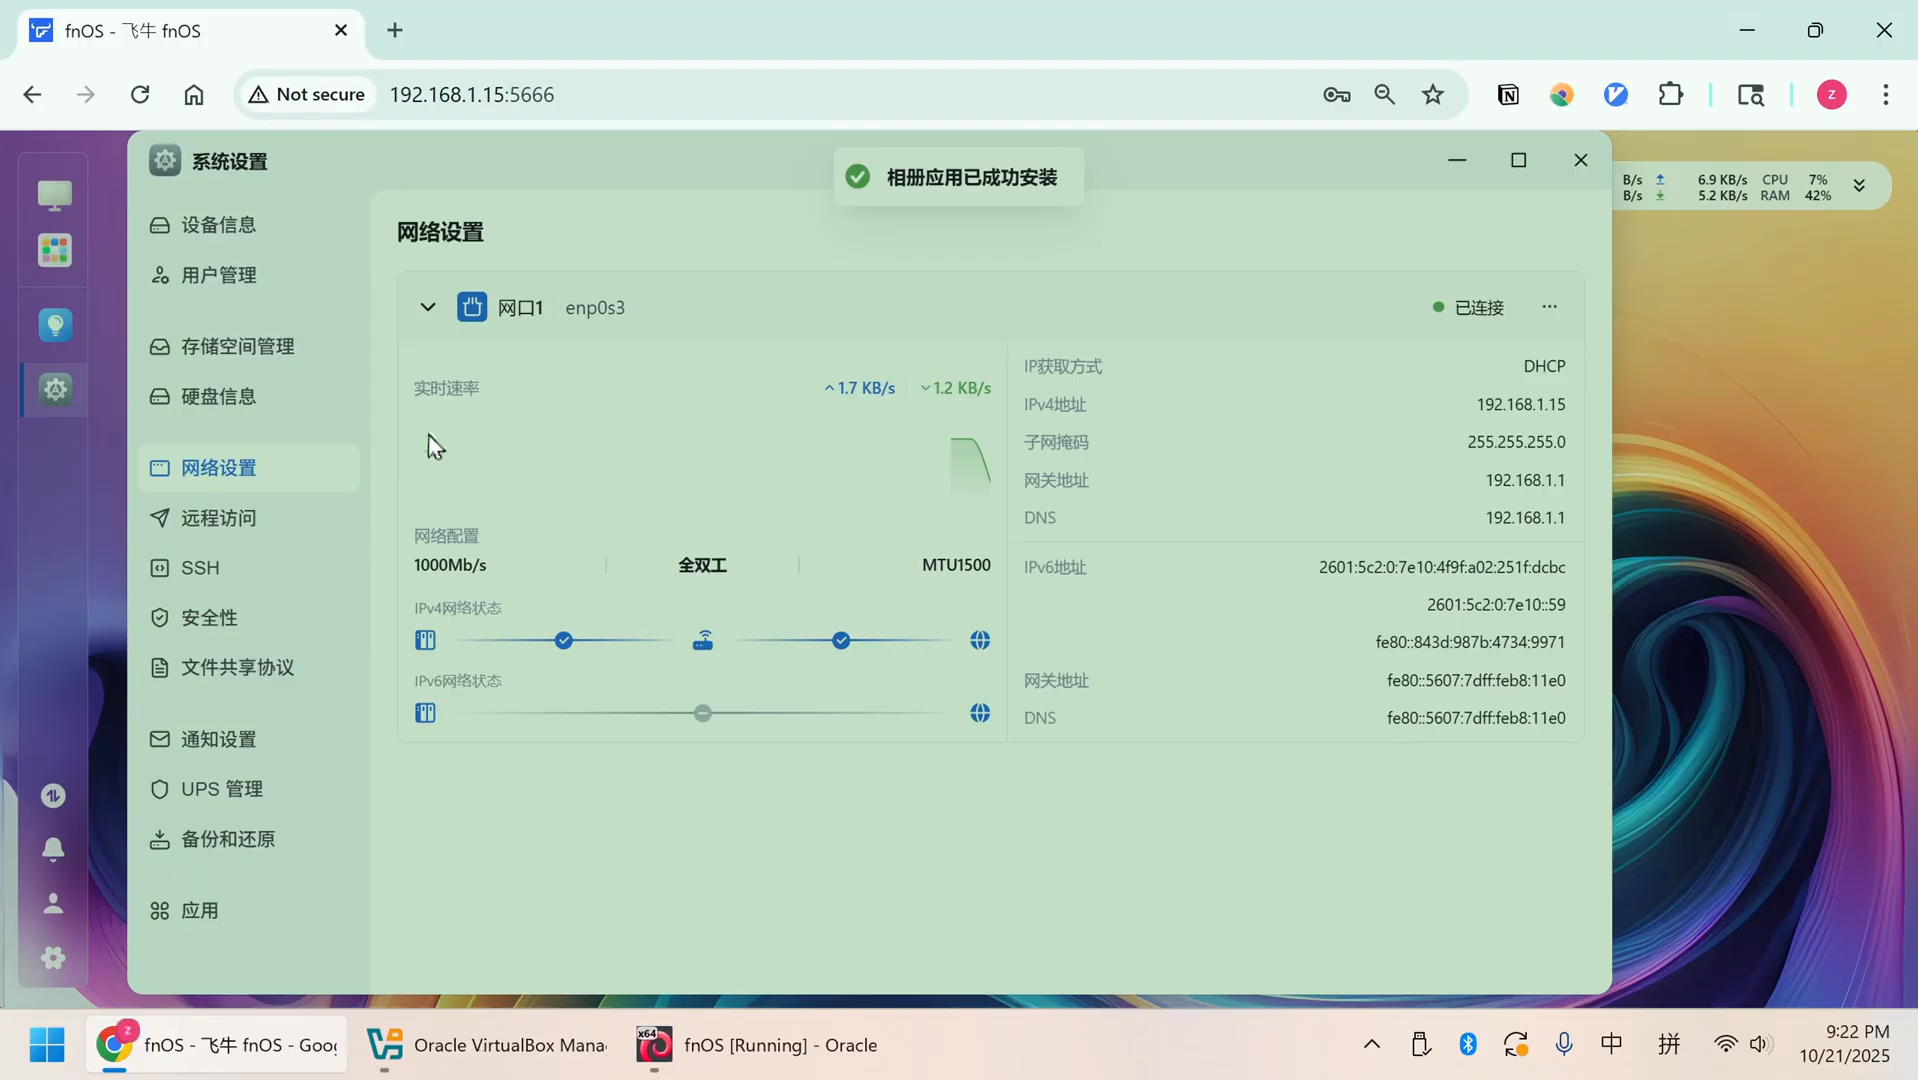 fnOS - 飞牛 fnOS
Not secure
192.168.1.15:5666
z
系统设置
相册应用已成功安装
B/s 6.9 KB/s CPU 7%
B/s 5.2 KB/s RAM 42%
设备信息
用户管理
存储空间管理
硬盘信息
网络设置
远程访问
SSH
安全性
文件共享协议
通知设置
UPS 管理
备份和还原
应用
网络设置
网口1 enp0s3
已连接
实时速率
1.7 KB/s 1.2 KB/s
网络配置
1000Mb/s 全双工 MTU1500
IPv4网络状态
IPv6网络状态
IP获取方式 DHCP
IPv4地址 192.168.1.15
子网掩码 255.255.255.0
网关地址 192.168.1.1
DNS 192.168.1.1
IPv6地址 2601:5c2:0:7e10:4f9f:a02:251f:dcbc
2601:5c2:0:7e10::59
fe80::843d:987b:4734:9971
网关地址 fe80::5607:7dff:feb8:11e0
DNS fe80::5607:7dff:feb8:11e0
z
fnOS - 飞牛 fnOS - Goog
Oracle VirtualBox Mana
x64
fnOS [Running] - Oracle
中
拼
9:22 PM
10/21/2025